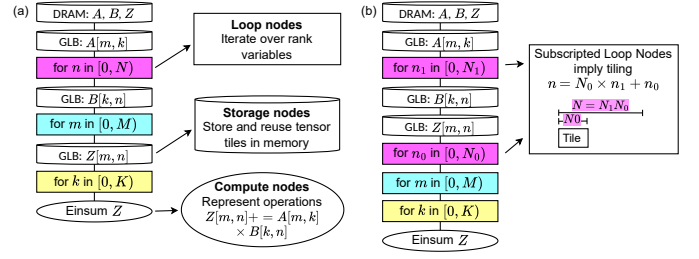 (a)
DRAM: A, B, Z
GLB: A[m, k]
for n in [0, N)
GLB: B[k, n]
for m in [0, M)
GLB: Z[m, n]
for k in [0, K)
Einsum Z
Loop nodes
Iterate over rank
variables
Storage nodes
Store and reuse tensor
tiles in memory
Compute nodes
Represent operations
Z[m, n]+ = A[m, k]
× B[k, n]
(b)
DRAM: A, B, Z
GLB: A[m, k]
for n₁ in [0, N₁)
GLB: B[k, n]
GLB: Z[m, n]
for n₀ in [0, N₀)
for m in [0, M)
for k in [0, K)
Einsum Z
Subscripted Loop Nodes
imply tiling
n = N₀ × n₁ + n₀
N = N₁N₀
N0
Tile